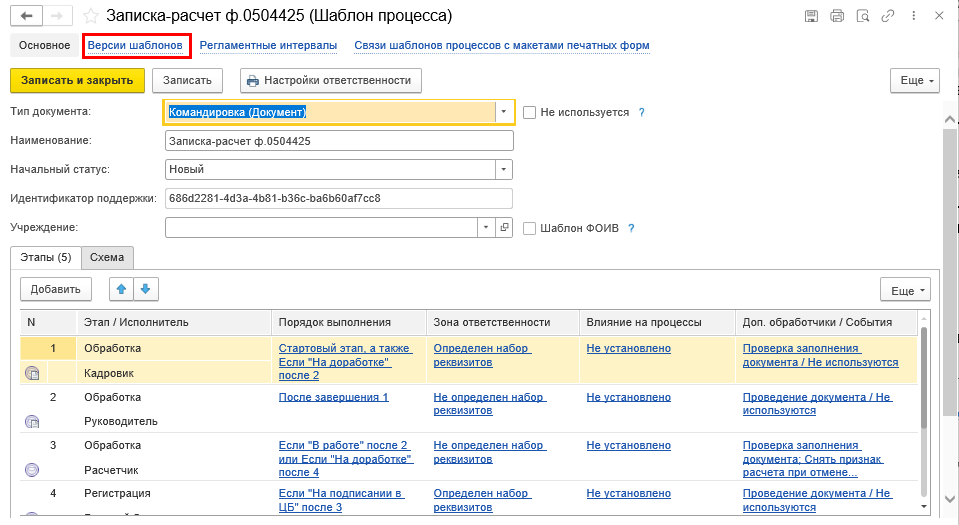 Записка-расчет ф.0504425 (Шаблон процесса)
Основное Версии шаблонов Регламентные интервалы Связи шаблонов процессов с макетами печатных форм
Записать и закрыть Записать Настройки ответственности Еще
Тип документа: Командировка (Документ) Не используется ?
Наименование: Записка-расчет ф.0504425
Начальный статус: Новый
Идентификатор поддержки: 686d2281-4d3a-4b81-b36c-ba6b60af7cc8
Учреждение: Шаблон ФОИВ ?
Этапы (5) Схема
Добавить Еще
N Этап / Исполнитель Порядок выполнения Зона ответственности Влияние на процессы Доп. обработчики / События
1 Обработка Стартовый этап, а также Определен набор Не установлено Проверка заполнения
Если "На доработке" реквизитов документа / Не используются
Кадровик после 2
2 Обработка После завершения 1 Не определен набор Не установлено Проведение документа / Не
реквизитов используются
Руководитель
3 Обработка Если "В работе" после 2 Не определен набор Не установлено Проверка заполнения
или Если "На доработке" реквизитов документа; Снять признак
Расчетчик после 4 расчета при отмене...
4 Регистрация Если "На подписании в Определен набор Не установлено Проведение документа / Не
ЦБ" после 3 реквизитов используются